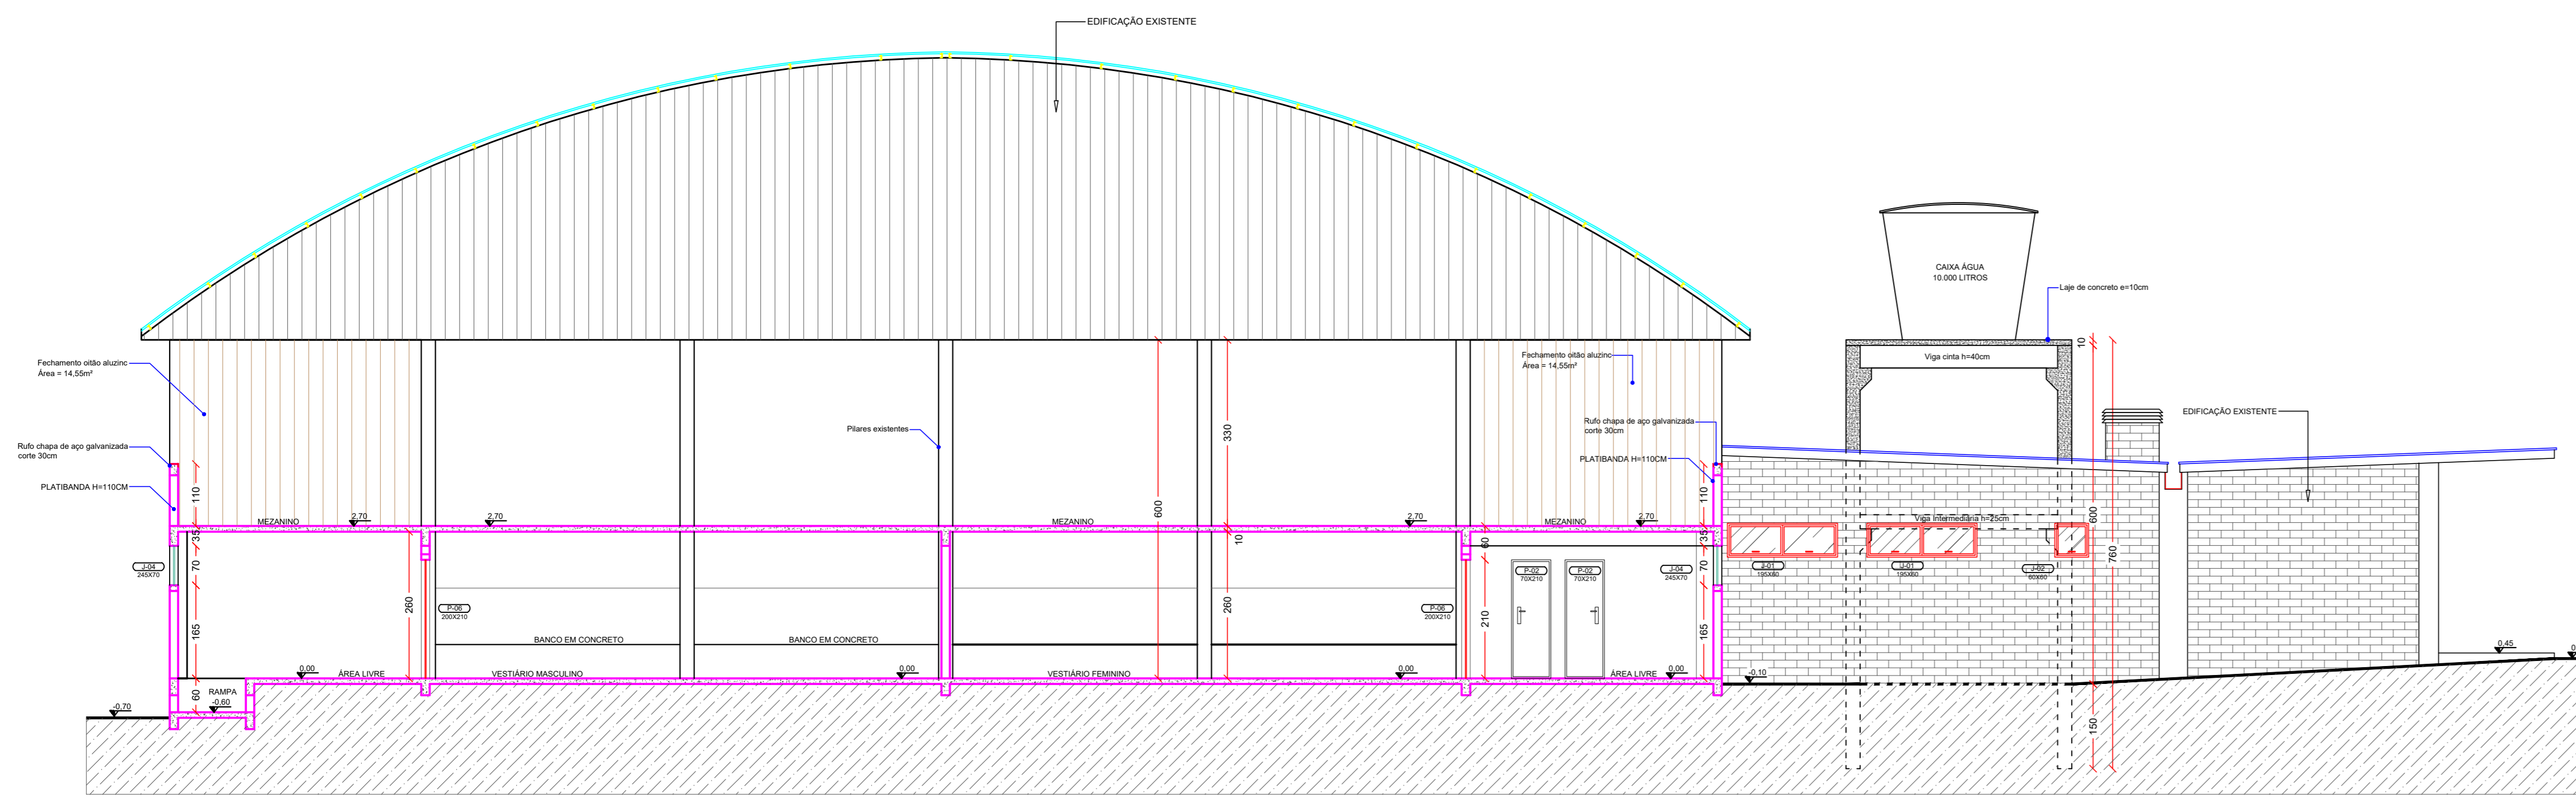 EDIFICAÇÃO EXISTENTE
CAIXA ÁGUA
10.000 LITROS
Laje de concreto e=10cm
Viga cinta h=40cm
10
Fechamento oitão aluzinc
Área = 14,55m²
Fechamento oitão aluzinc
Área = 14,55m²
EDIFICAÇÃO EXISTENTE
Rufo chapa de aço galvanizada
corte 30cm
Pilares existentes
330
Rufo chapa de aço galvanizada
corte 30cm
PLATIBANDA H=110CM
PLATIBANDA H=110CM
110
600
110
MEZANINO
2,70
2,70
MEZANINO
2,70
MEZANINO
2,70
Viga Intermediária h=25cm
600
760
35
10
60
35
J-04
245X70
70
P-02
70X210
P-02
70X210
J-04
245X70
70
J-01
195X60
J-01
195X60
J-02
60X60
260
P-06
200X210
260
P-06
200X210
210
165
165
BANCO EM CONCRETO
BANCO EM CONCRETO
0,45
0,00
ÁREA LIVRE
VESTIÁRIO MASCULINO
0,00
VESTIÁRIO FEMININO
0,00
ÁREA LIVRE
0,00
-0,10
60
RAMPA
-0,60
-0,70
150